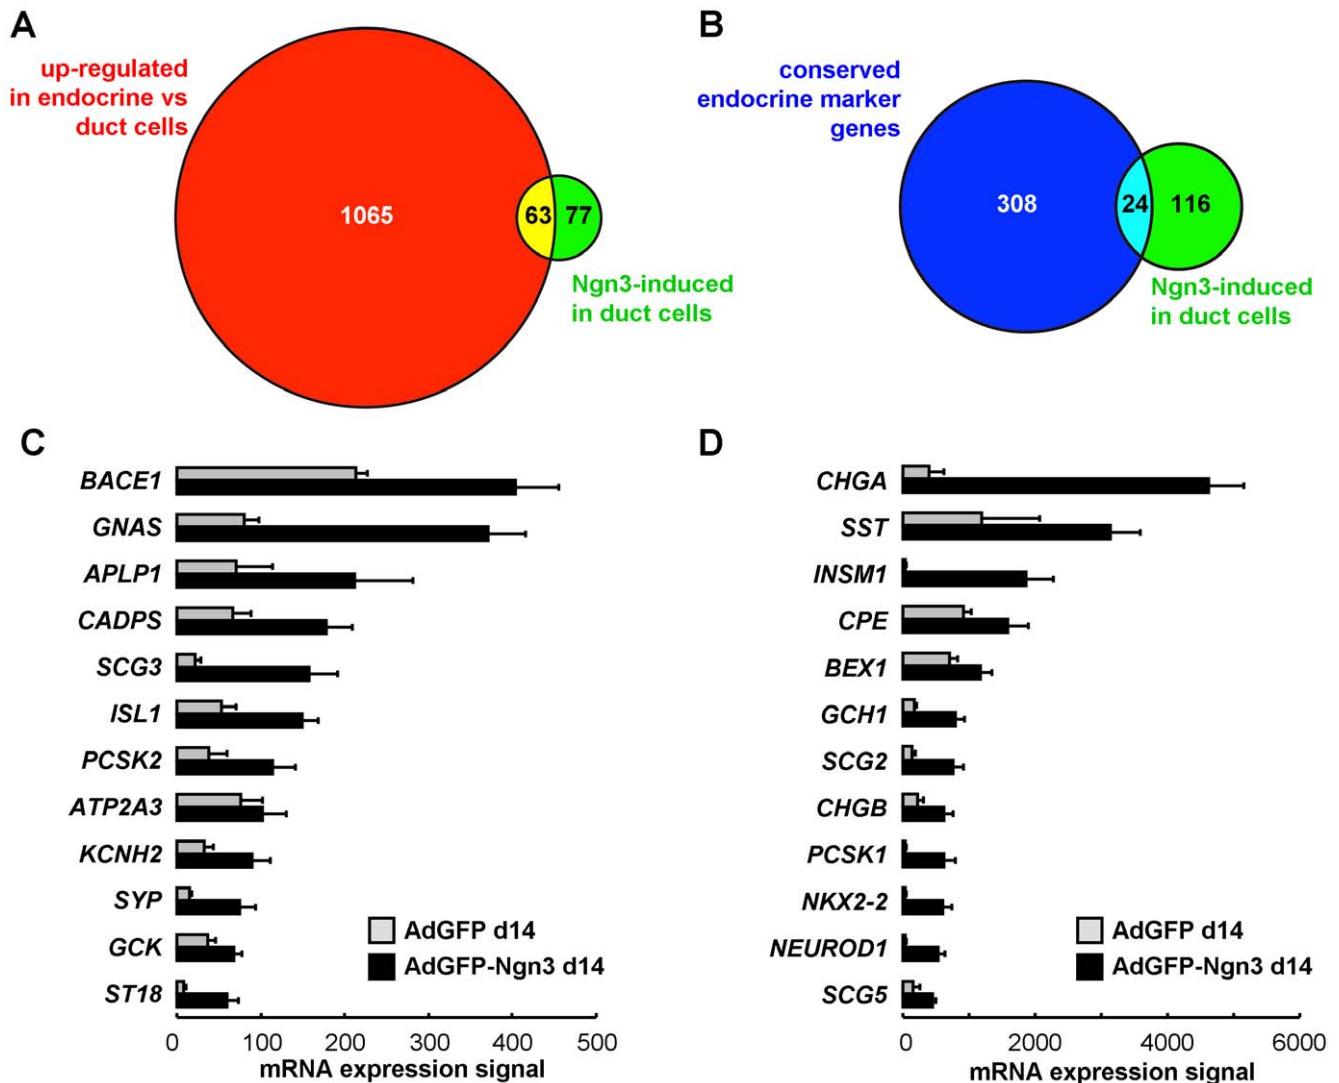 A
up-regulated
in endocrine vs
duct cells
1065
63
77
Ngn3-induced
in duct cells
B
conserved
endocrine marker
genes
308
24
116
Ngn3-induced
in duct cells
C
BACE1
GNAS
APLP1
CADPS
SCG3
ISL1
PCSK2
ATP2A3
KCNH2
SYP
GCK
ST18
AdGFP d14
AdGFP-Ngn3 d14
0 100 200 300 400 500
mRNA expression signal
D
CHGA
SST
INSM1
CPE
BEX1
GCH1
SCG2
CHGB
PCSK1
NKX2-2
NEUROD1
SCG5
AdGFP d14
AdGFP-Ngn3 d14
0 2000 4000 6000
mRNA expression signal